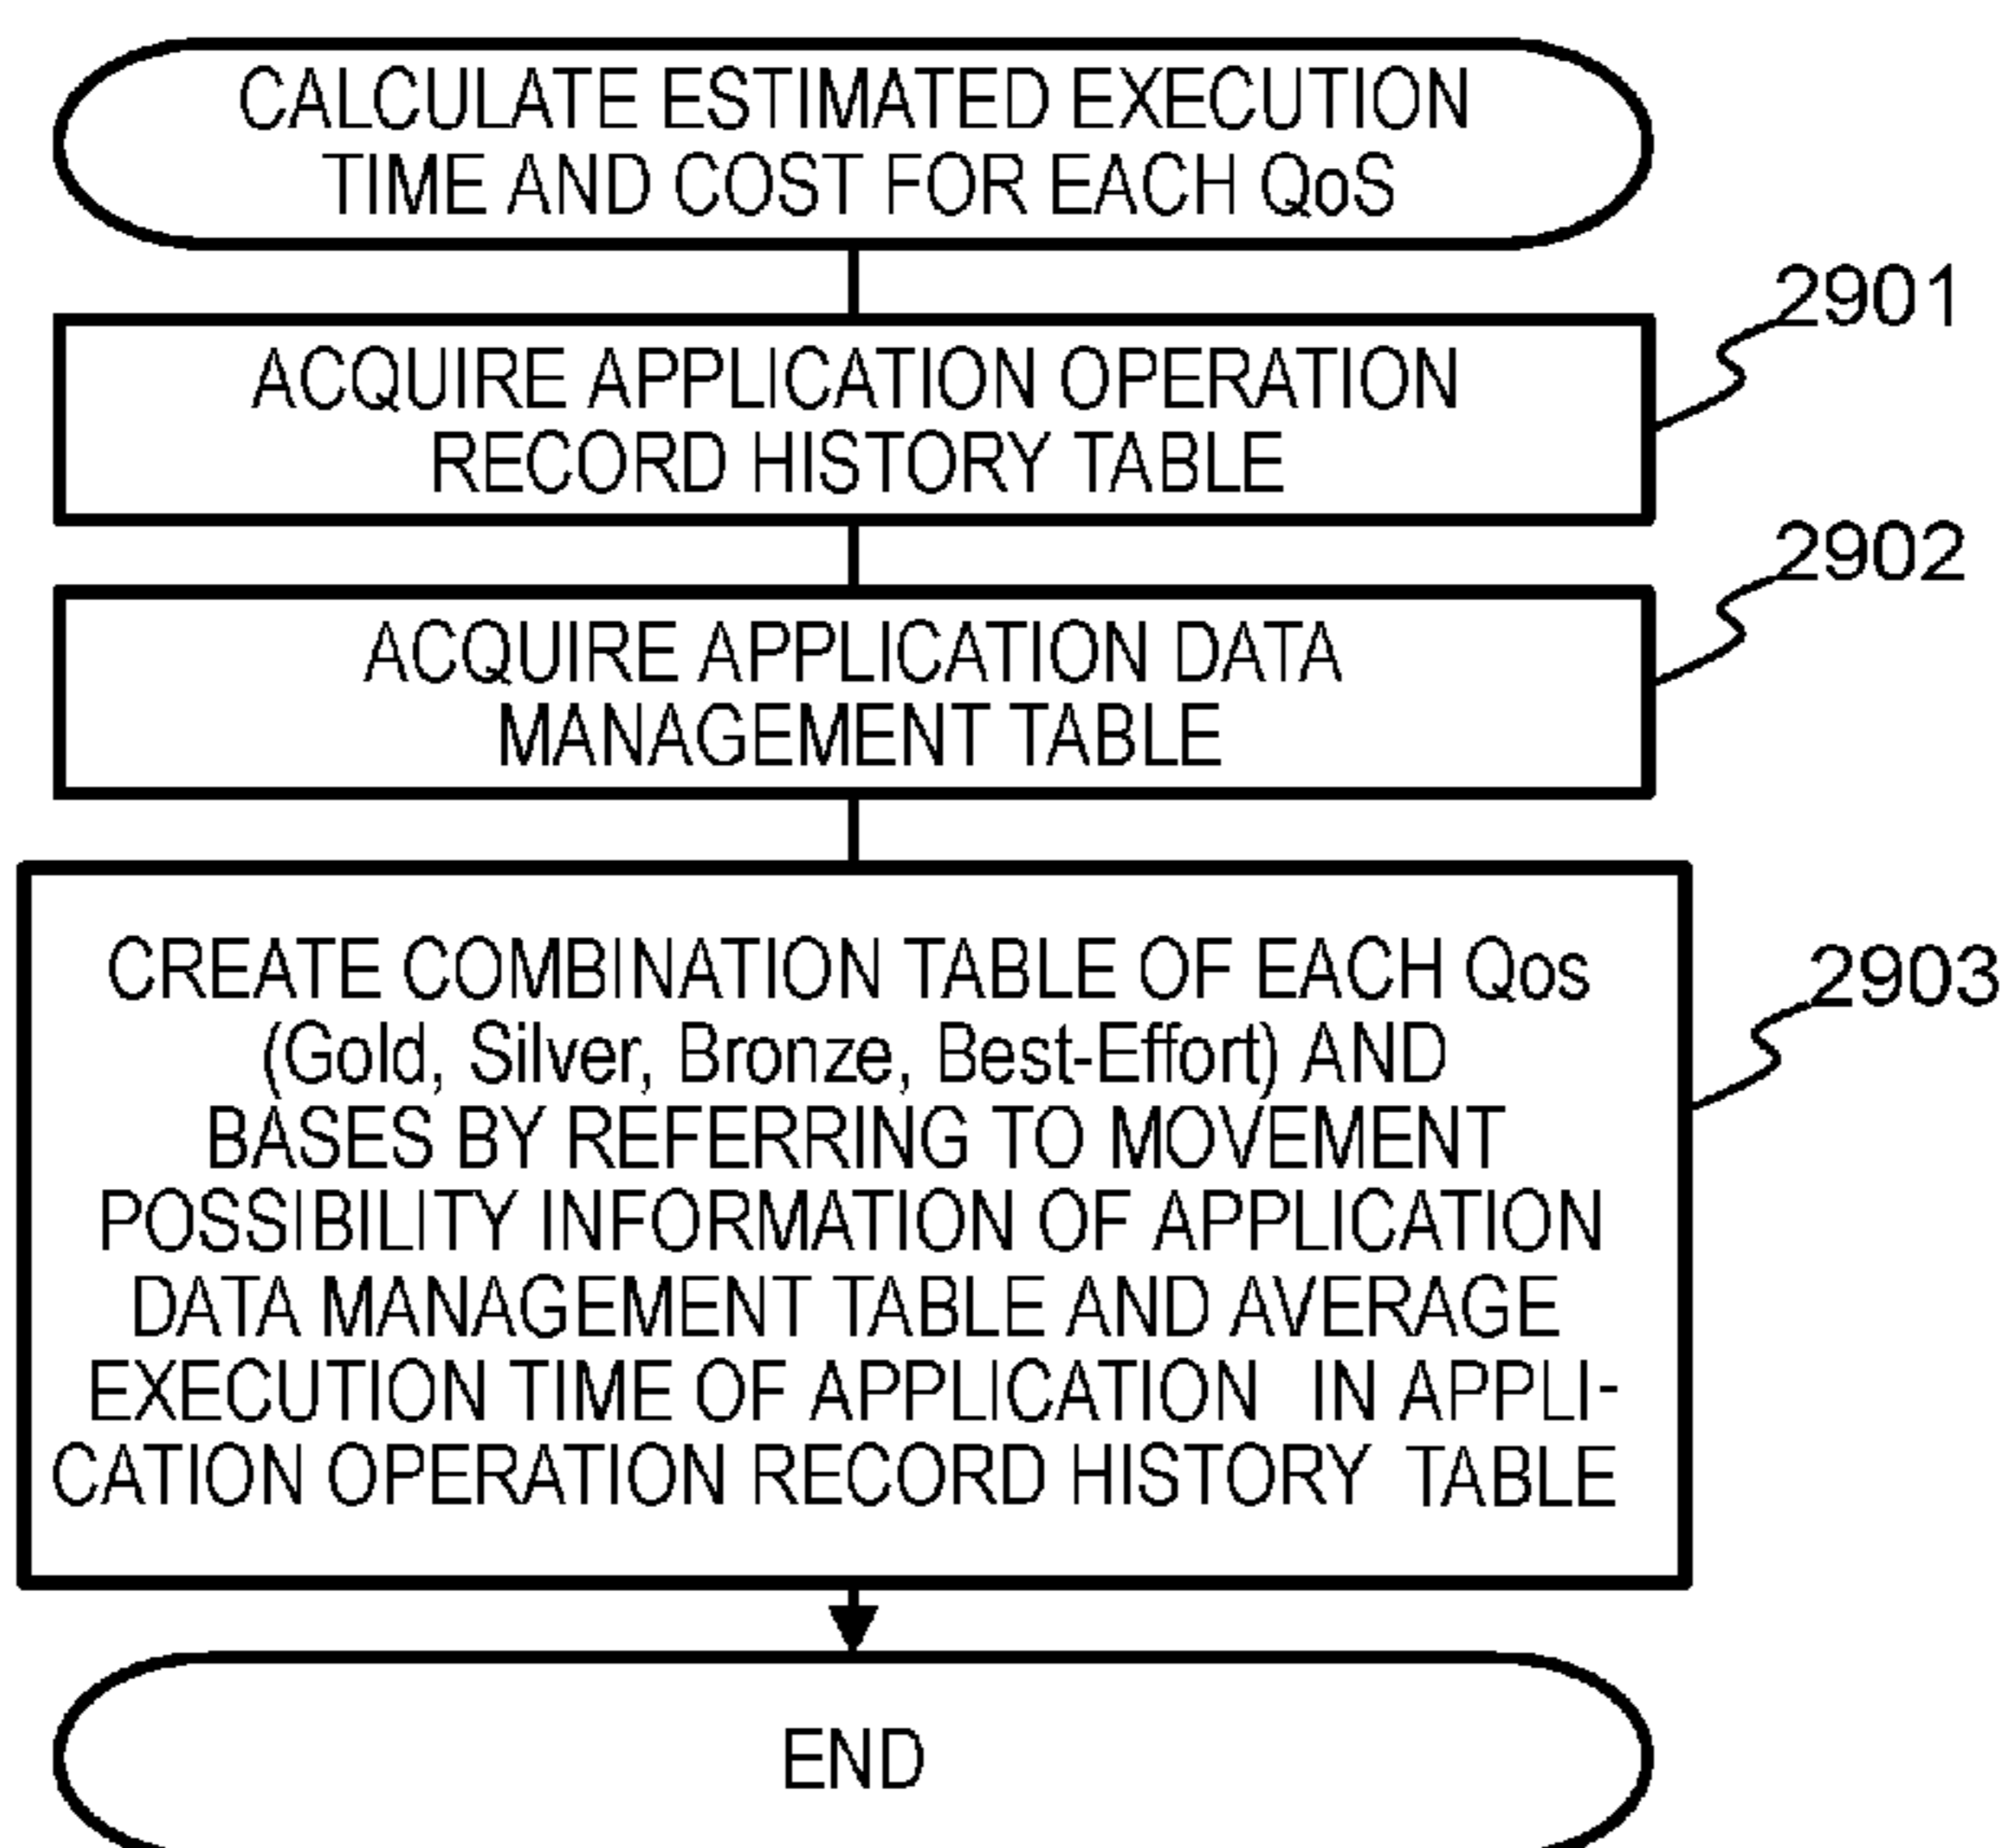 CALCULATE ESTIMATED EXECUTION
TIME AND COST FOR EACH QoS
2901
ACQUIRE APPLICATION OPERATION
RECORD HISTORY TABLE
2902
ACQUIRE APPLICATION DATA
MANAGEMENT TABLE
2903
CREATE COMBINATION TABLE OF EACH Qos
(Gold, Silver, Bronze, Best-Effort) AND
BASES BY REFERRING TO MOVEMENT
POSSIBILITY INFORMATION OF APPLICATION
DATA MANAGEMENT TABLE AND AVERAGE
EXECUTION TIME OF APPLICATION IN APPLI-
CATION OPERATION RECORD HISTORY TABLE
END